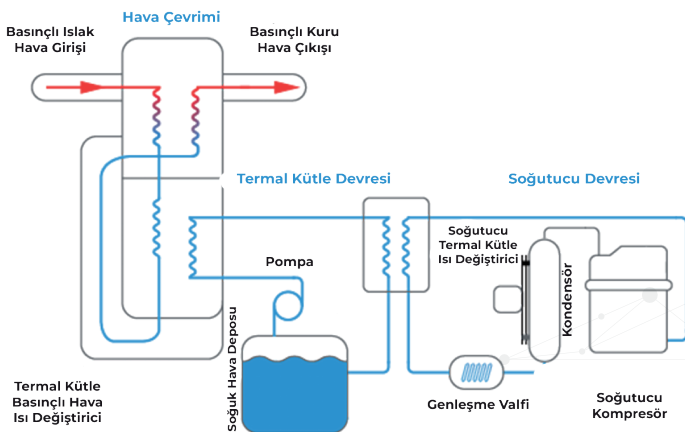 Hava Çevrimi
Basınçlı Islak
Hava Girişi
Basınçlı Kuru
Hava Çıkışı
Termal Kütle Devresi
Soğutucu Devresi
Soğutucu
Termal Kütle
Isı Değiştirici
Pompa
Kondensör
Soğuk Hava Deposu
Termal Kütle
Basınçlı Hava
Isı Değiştirici
Genleşme Valfi
Soğutucu
Kompresör